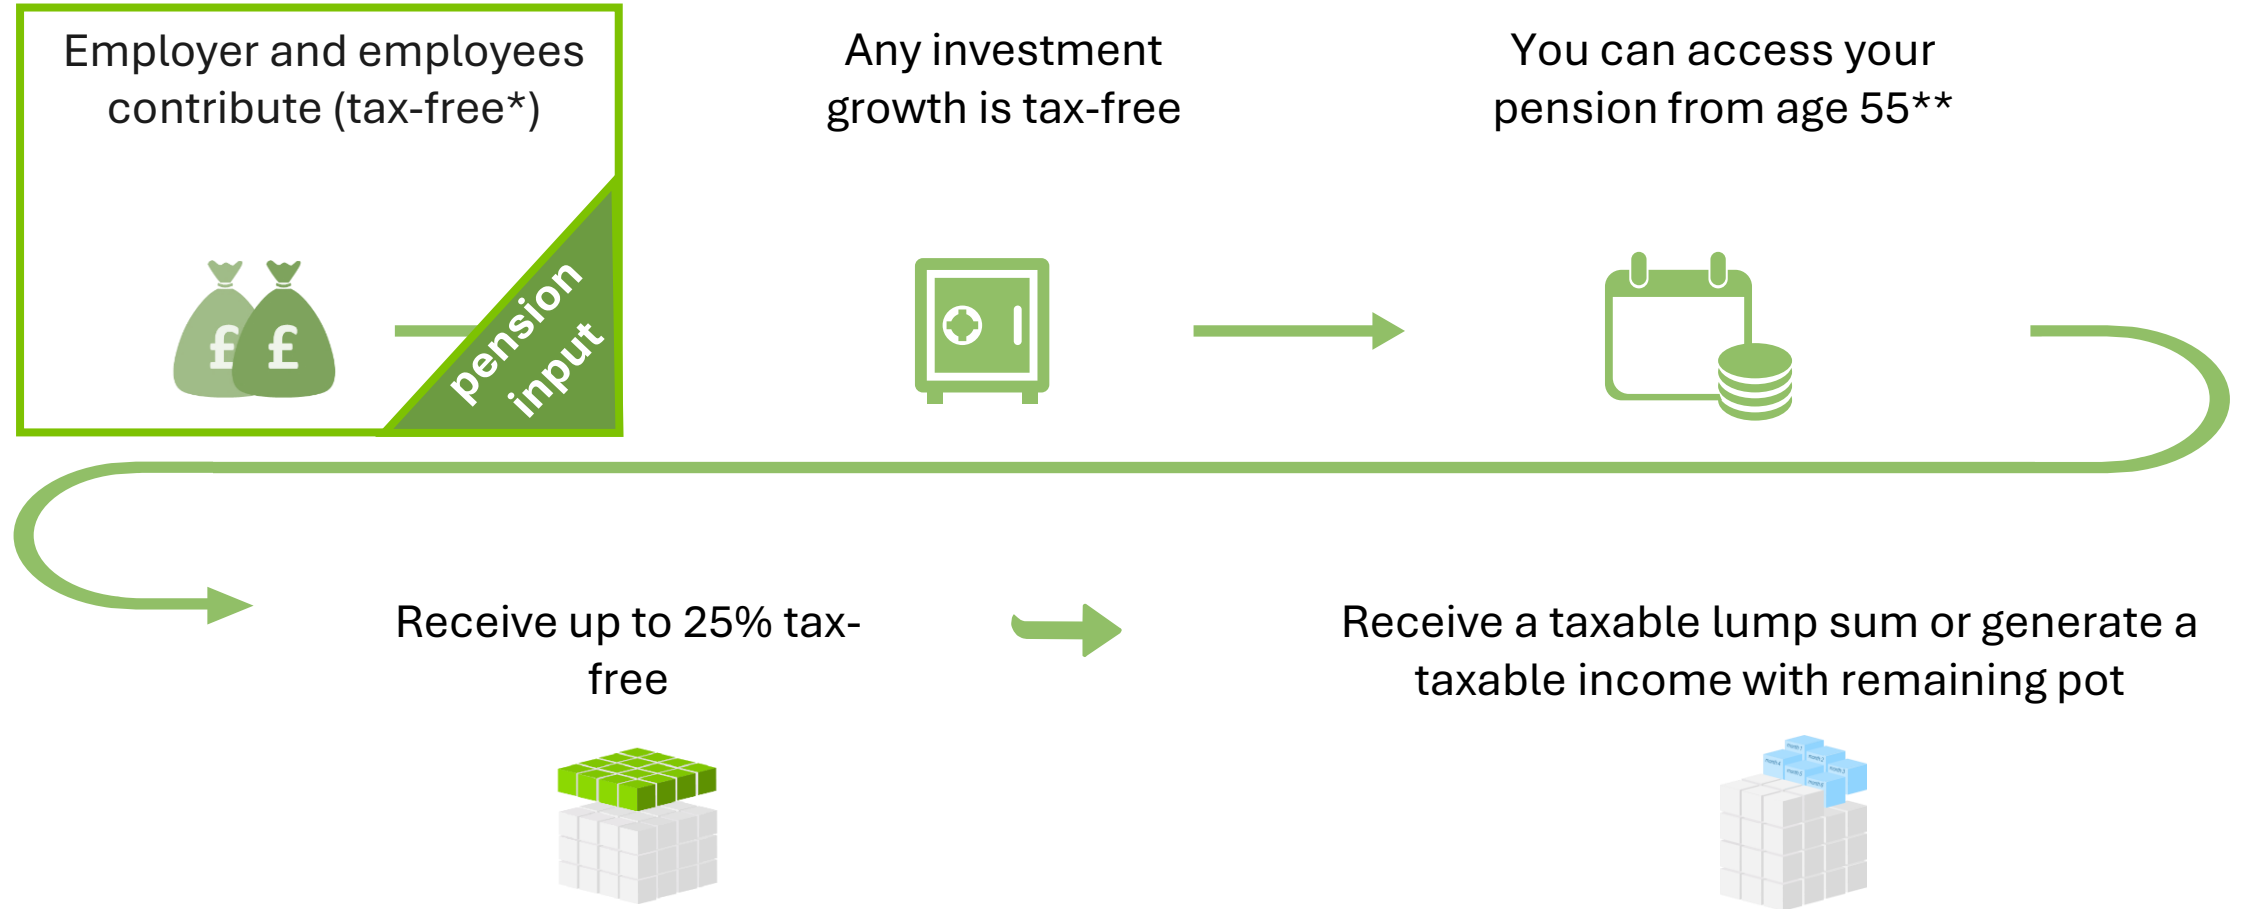 Employer and employees
contribute (tax-free*)
£ £
pension
input
Any investment
growth is tax-free
You can access your
pension from age 55**
Receive up to 25% tax-
free
Receive a taxable lump sum or generate a
taxable income with remaining pot